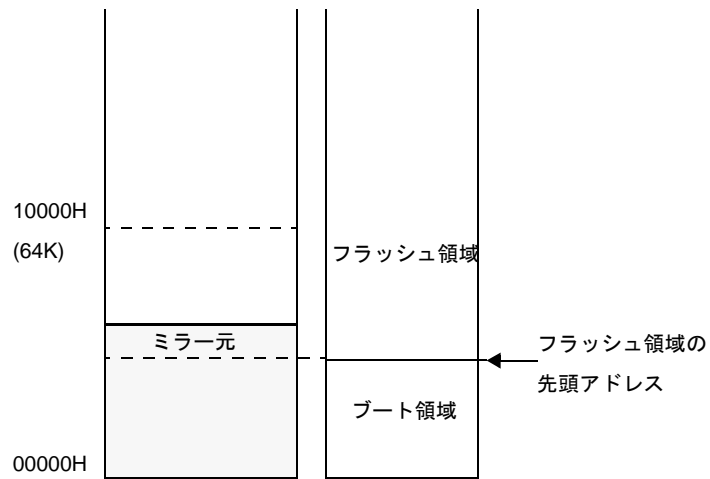 10000H
(64K)
フラッシュ領域
ミラー元
フラッシュ領域の
先頭アドレス
ブート領域
00000H